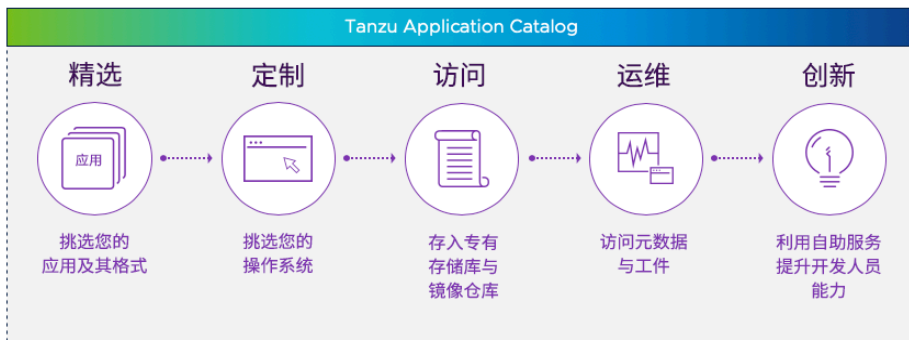 Tanzu Application Catalog
精选
定制
访问
运维
创新
应用
挑选您的
应用及其格式
挑选您的
操作系统
存入专有
存储库与
镜像仓库
访问元数据
与工件
利用自助服务
提升开发人员
能力